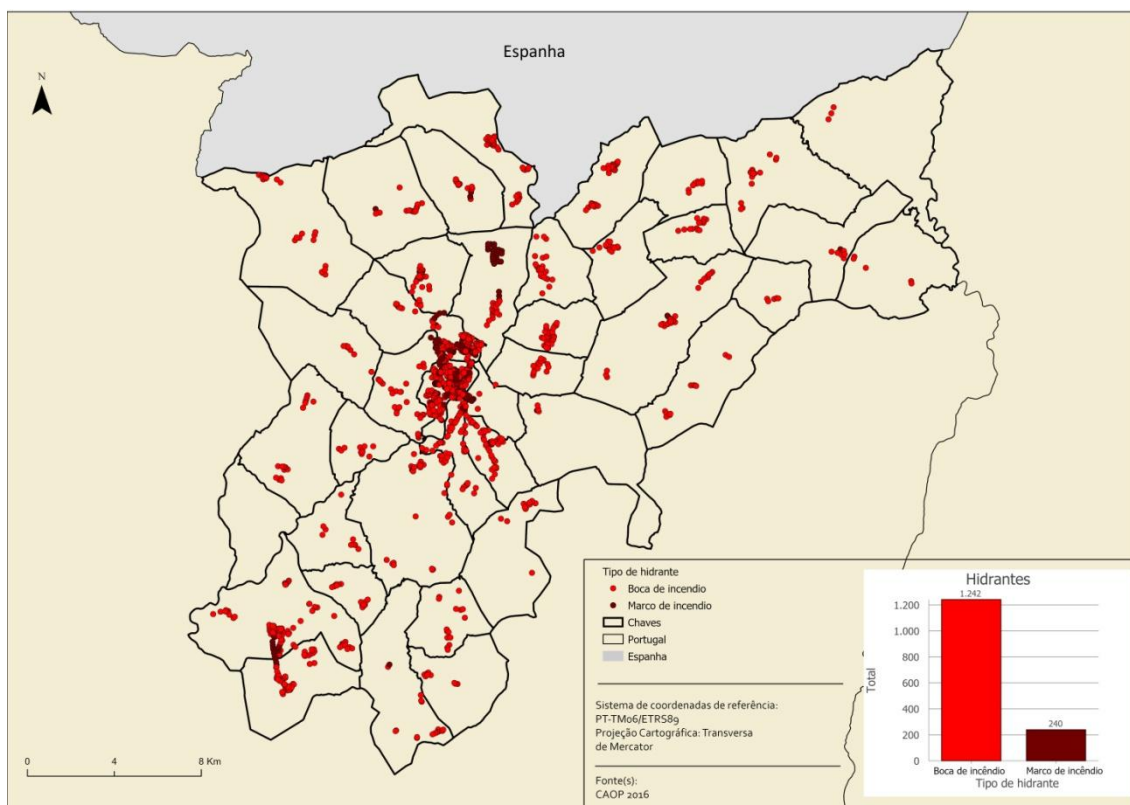 Espanha
N
0 4 8 Km
Tipo de hidrante
Boca de incendio
Marco de incendio
Chaves
Portugal
Espanha
Sistema de coordenadas de referência:
PT-TM06/ETRS89
Projeção Cartográfica: Transversa
de Mercator
Fonte(s):
CAOP 2016
Hidrantes
1.242
1.200
1.000
800
600
400
240
200
0
Total
Boca de incêndio Marco de incêndio
Tipo de hidrante